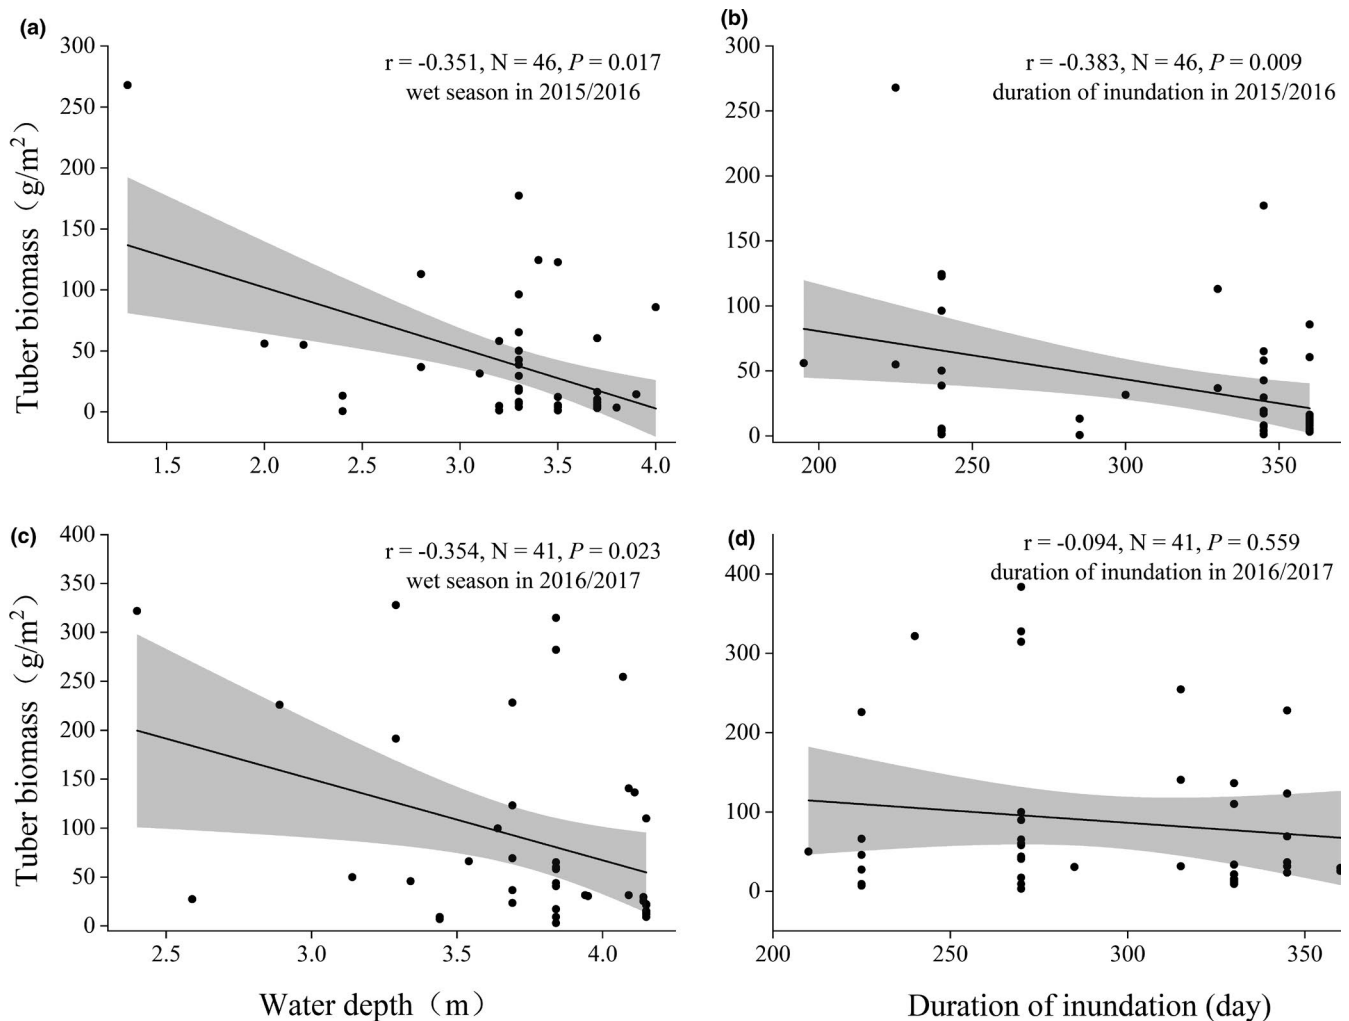 (a)
r = -0.351, N = 46, P = 0.017
wet season in 2015/2016
300
250
200
150
100
50
0
1.5 2.0 2.5 3.0 3.5 4.0
Tuber biomass（g/m²）
(b)
r = -0.383, N = 46, P = 0.009
duration of inundation in 2015/2016
300
250
200
150
100
50
0
200 250 300 350
(c)
r = -0.354, N = 41, P = 0.023
wet season in 2016/2017
400
350
300
250
200
150
100
50
0
2.5 3.0 3.5 4.0
Tuber biomass（g/m²）
Water depth（m）
(d)
r = -0.094, N = 41, P = 0.559
duration of inundation in 2016/2017
400
300
200
100
0
200 250 300 350
Duration of inundation (day)